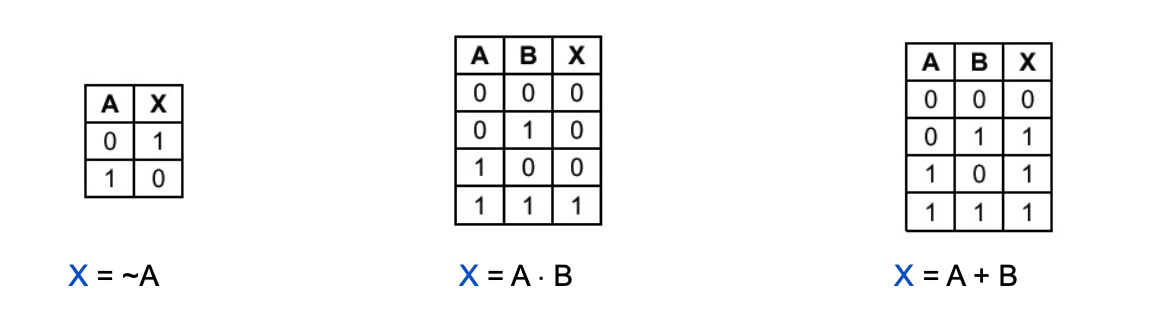 A X
0 1
1 0
X = ~A
A B X
0 0 0
0 1 0
1 0 0
1 1 1
X = A · B
A B X
0 0 0
0 1 1
1 0 1
1 1 1
X = A + B